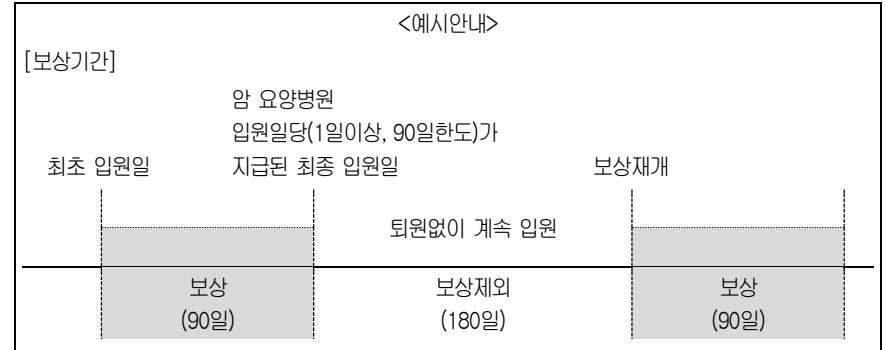 <예시안내>
[보상기간]
암 요양병원
입원일당(1일이상, 90일한도)가
최초 입원일 지급된 최종 입원일 보상재개
퇴원없이 계속 입원
보상 보상제외 보상
(90일) (180일) (90일)